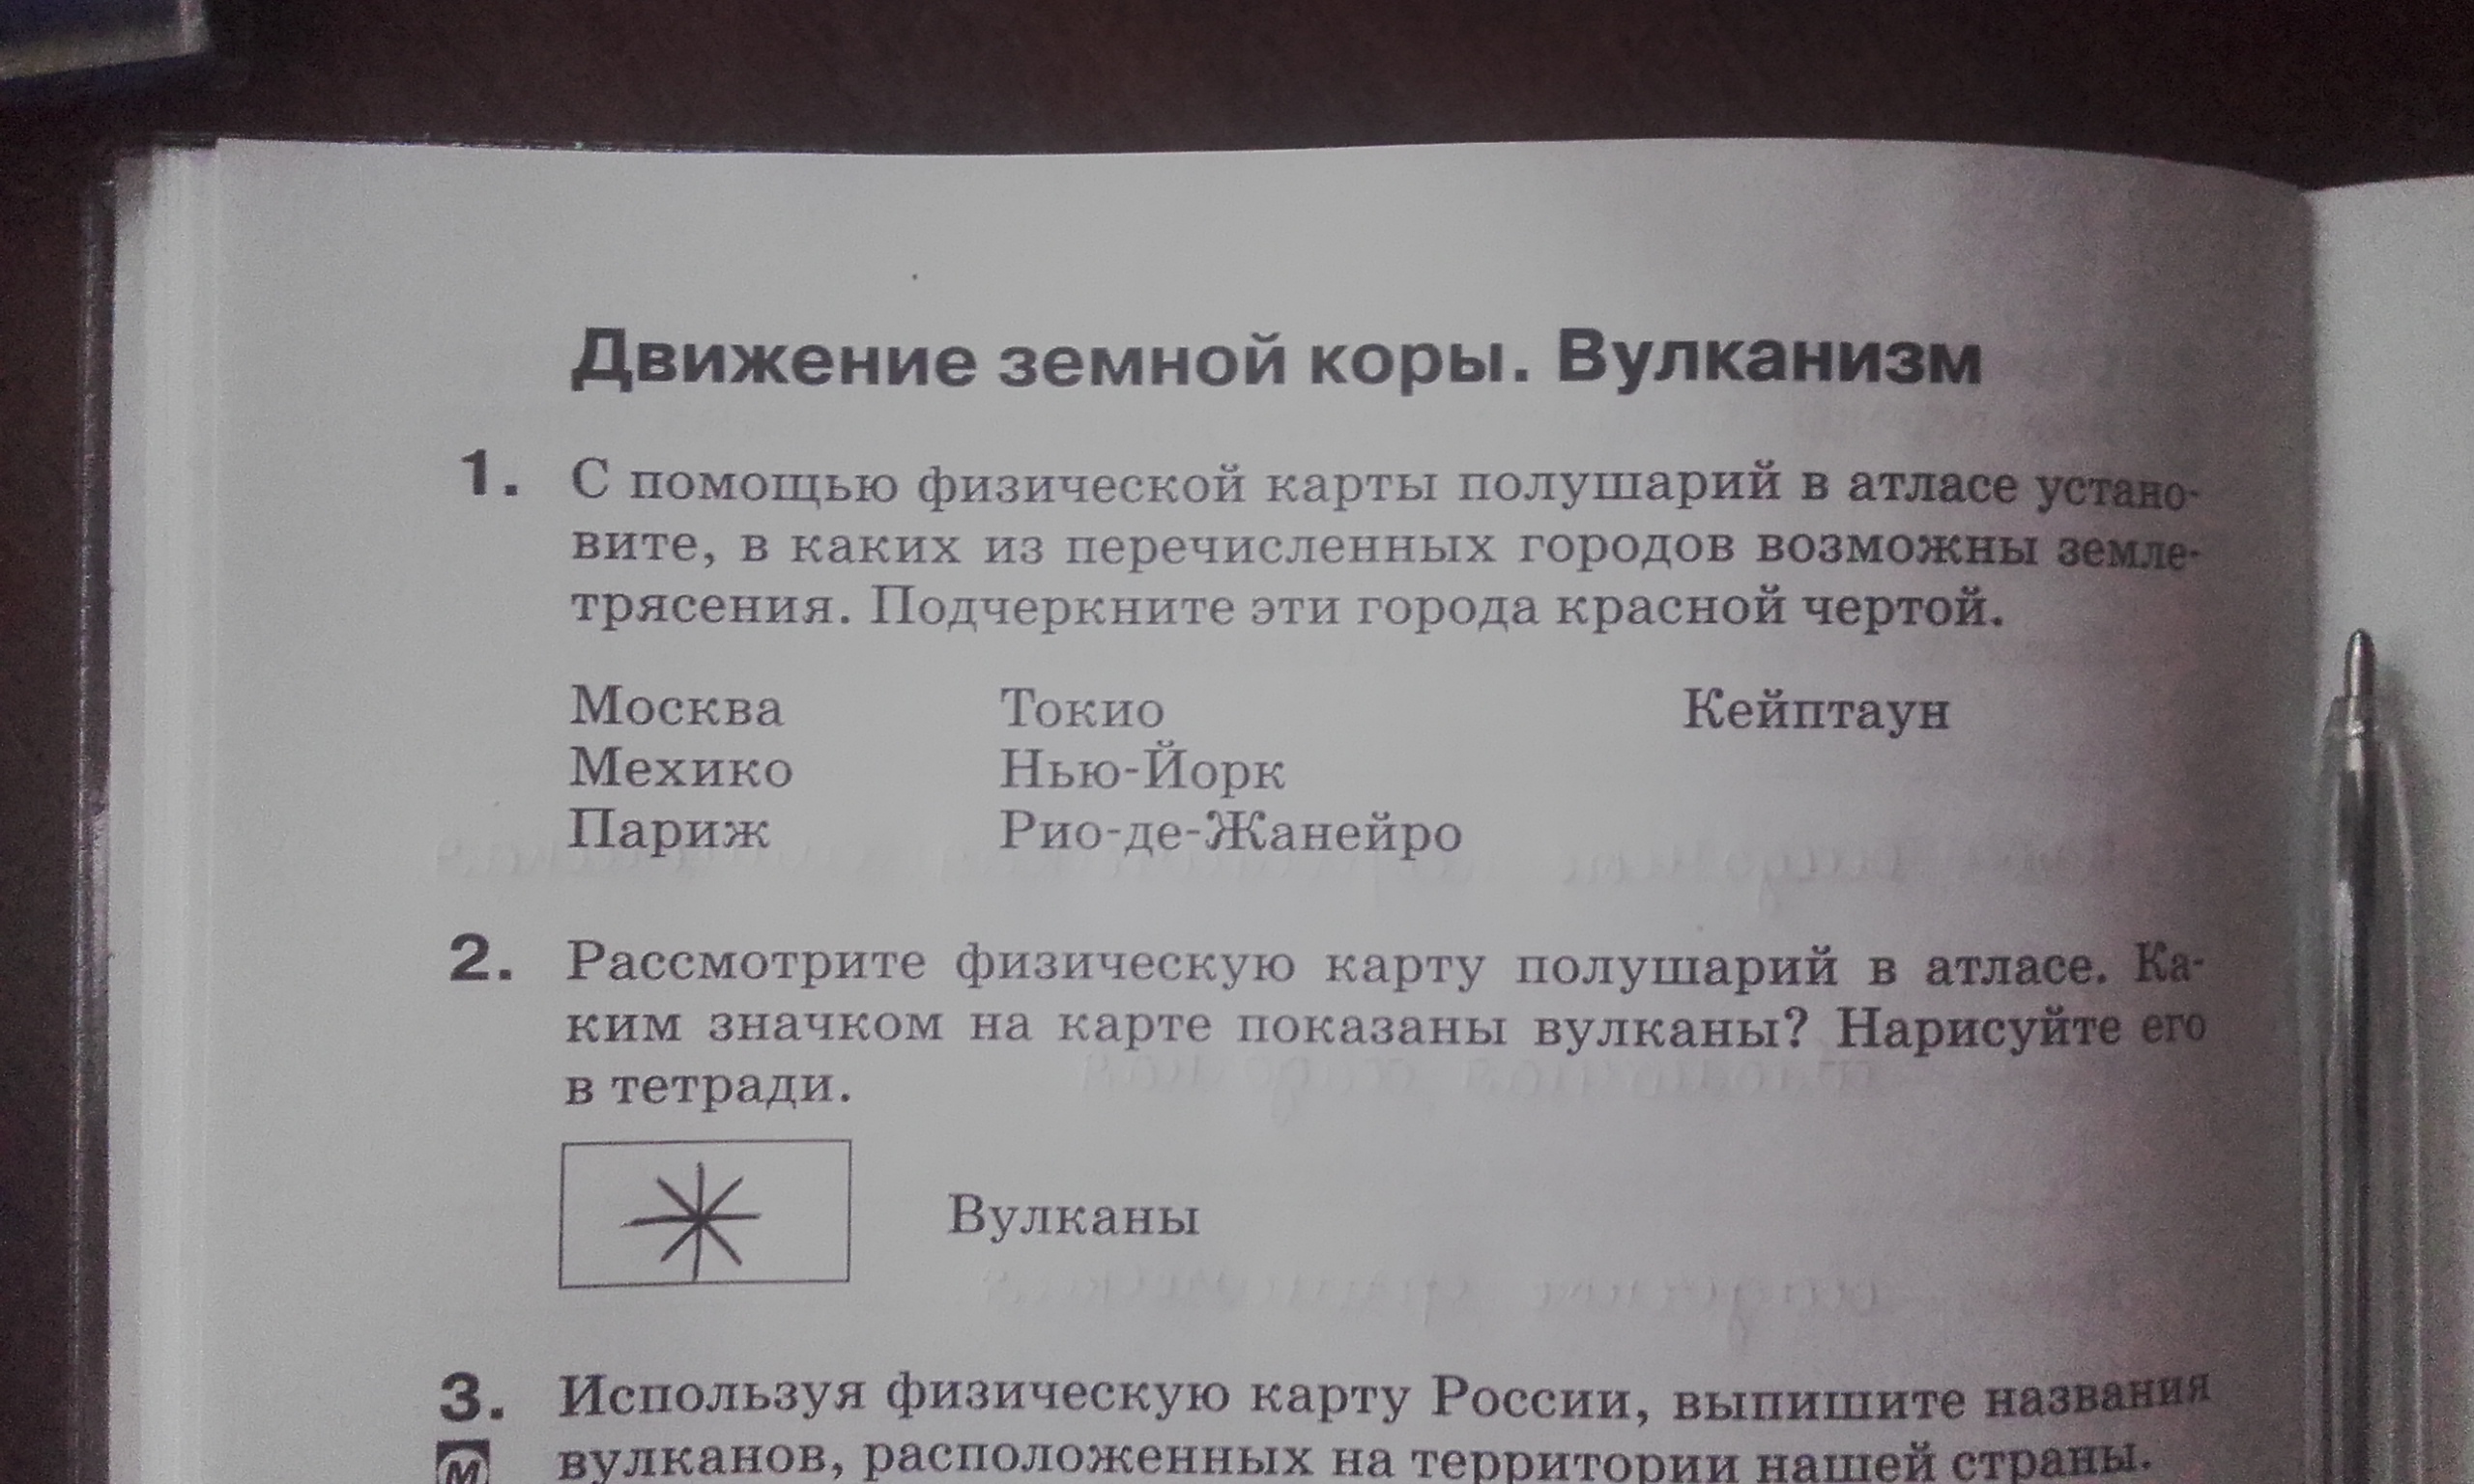 Движение земной коры. Вулканизм
1. С помощью физической карты полушарий в атласе устано-
вите, в каких из перечисленных городов возможны земле-
трясения. Подчеркните эти города красной чертой.
Москва Токио Кейптаун
Мехико Нью-Йорк
Париж Рио-де-Жанейро
2. Рассмотрите физическую карту полушарий в атласе. Ка-
ким значком на карте показаны вулканы? Нарисуйте его
в тетради.
Вулканы
3. Используя физическую карту России, выпишите названия
М вулканов, расположенных на территории нашей страны.